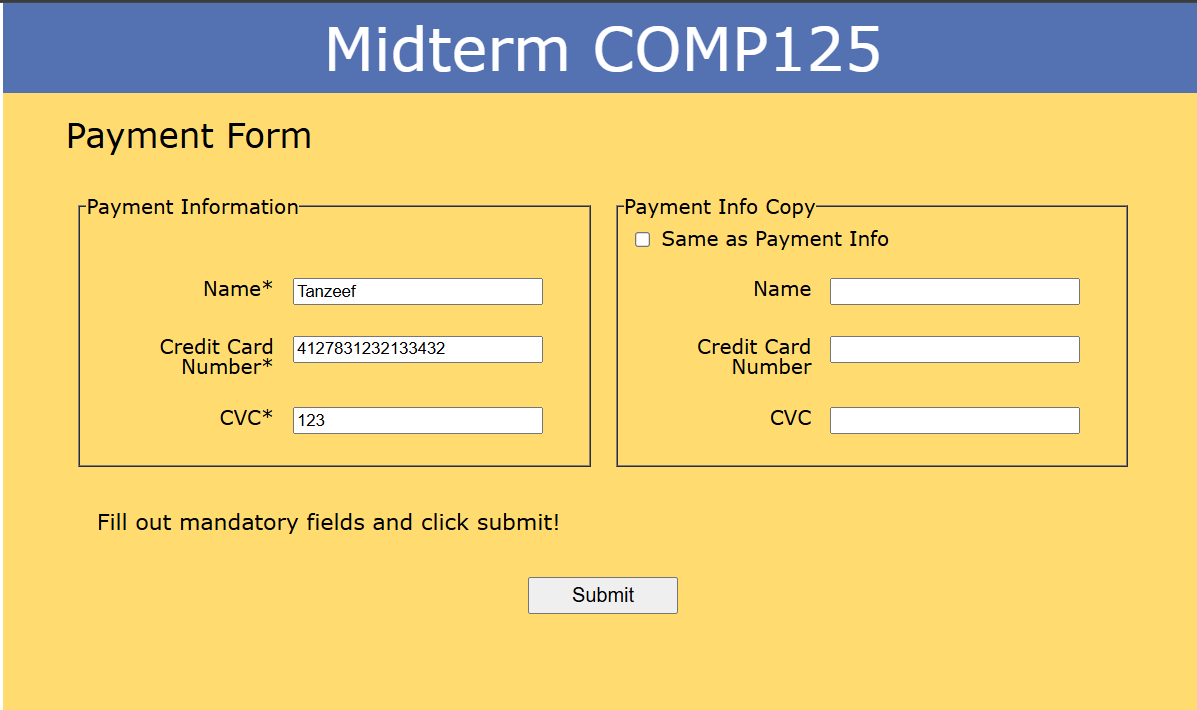 Midterm COMP125
Payment Form
Payment Information
Name*
Tanzeef
Credit Card
Number*
4127831232133432
CVC*
123
Payment Info Copy
Same as Payment Info
Name
Credit Card
Number
CVC
Fill out mandatory fields and click submit!
Submit